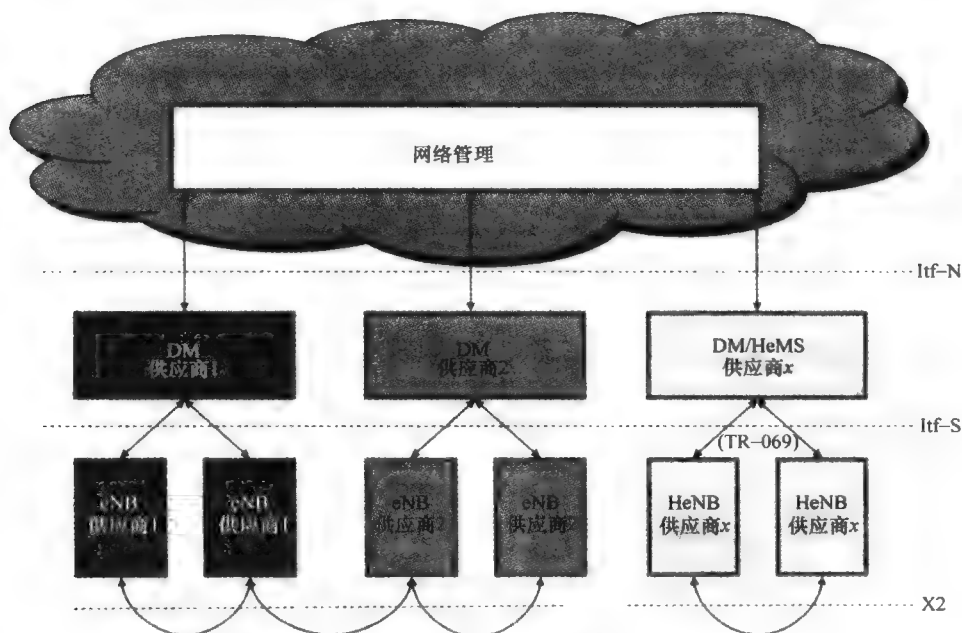 网络管理
Itf-N
DM
供应商1
DM
供应商2
DM/HeMS
供应商x
Itf-S
(TR-069)
eNB
供应商1
eNB
供应商1
eNB
供应商2
eNB
供应商2
HeNB
供应商x
HeNB
供应商x
X2